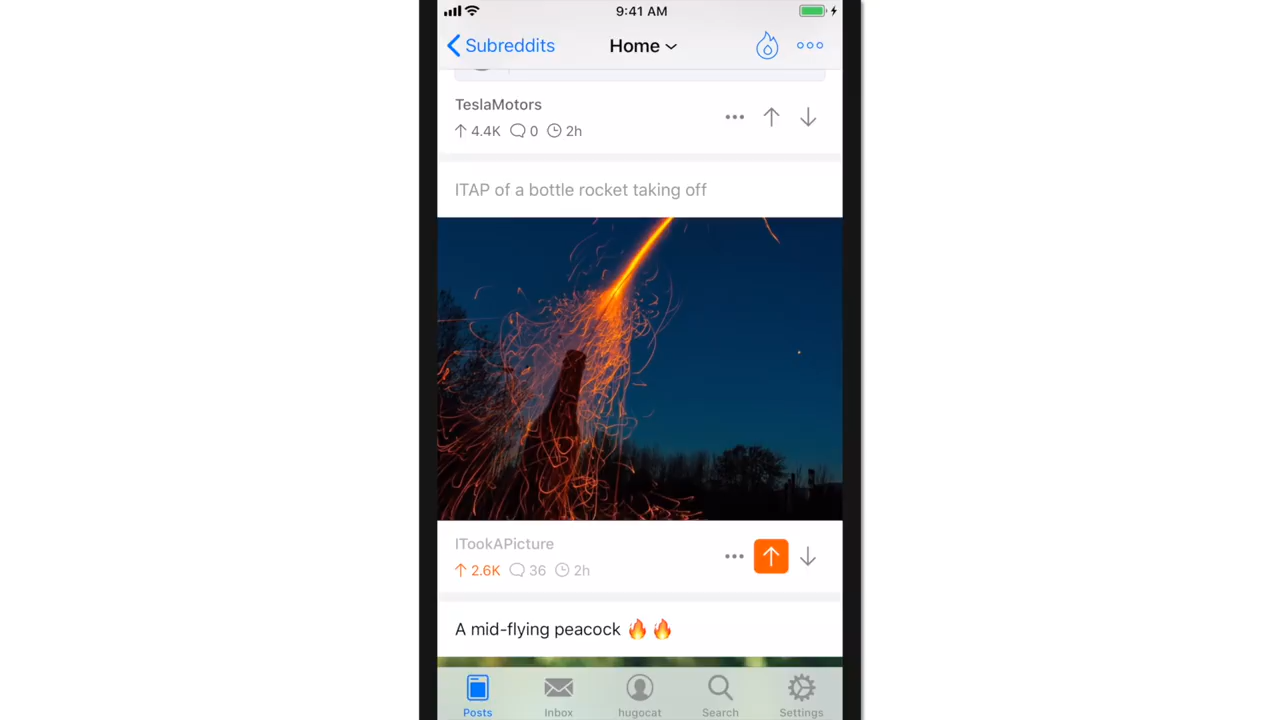 9:41 AM
Subreddits
Home
TeslaMotors
4.4K 0 2h
ITAP of a bottle rocket taking off
ITookAPicture
2.6K 36 2h
A mid-flying peacock 🔥 🔥
Posts Inbox hugocat Search Settings